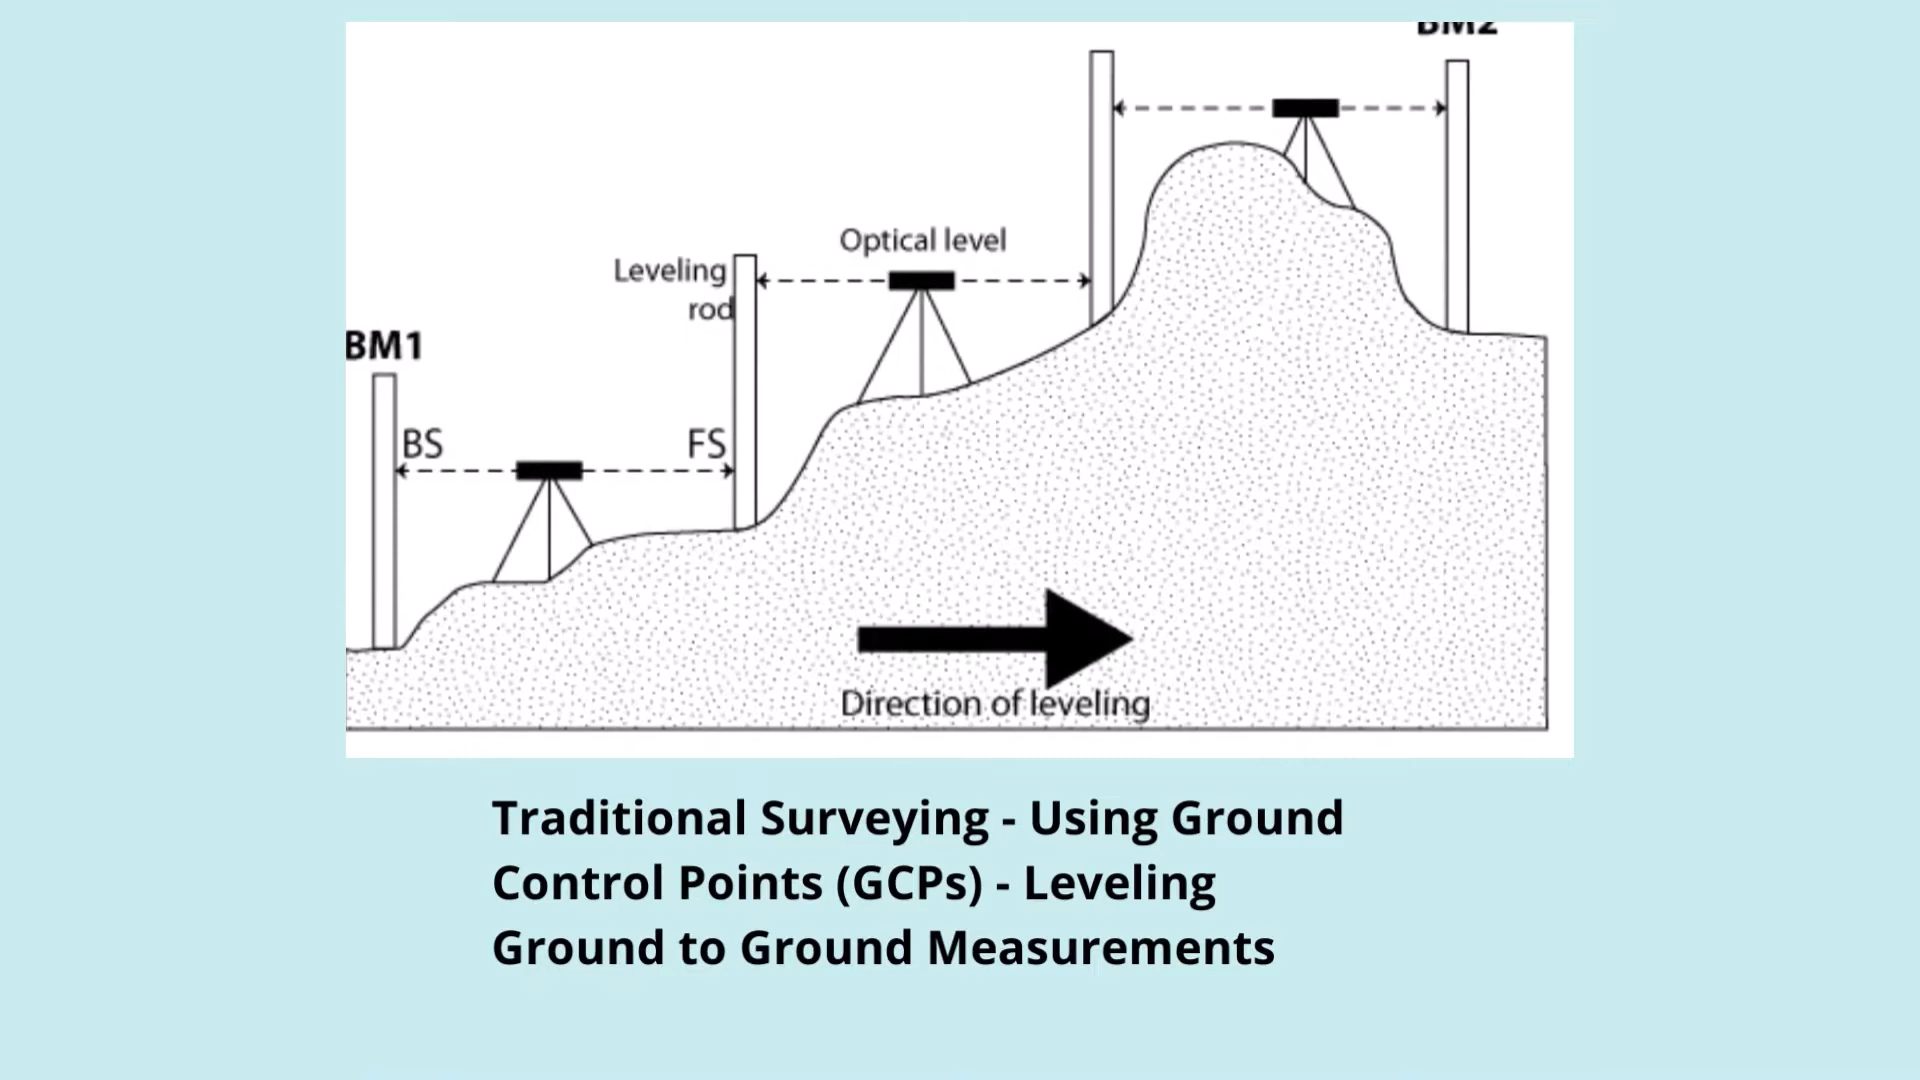 BM2
Optical level
Leveling
rod
BM1
BS
FS
Direction of leveling
Traditional Surveying - Using Ground
Control Points (GCPs) - Leveling
Ground to Ground Measurements